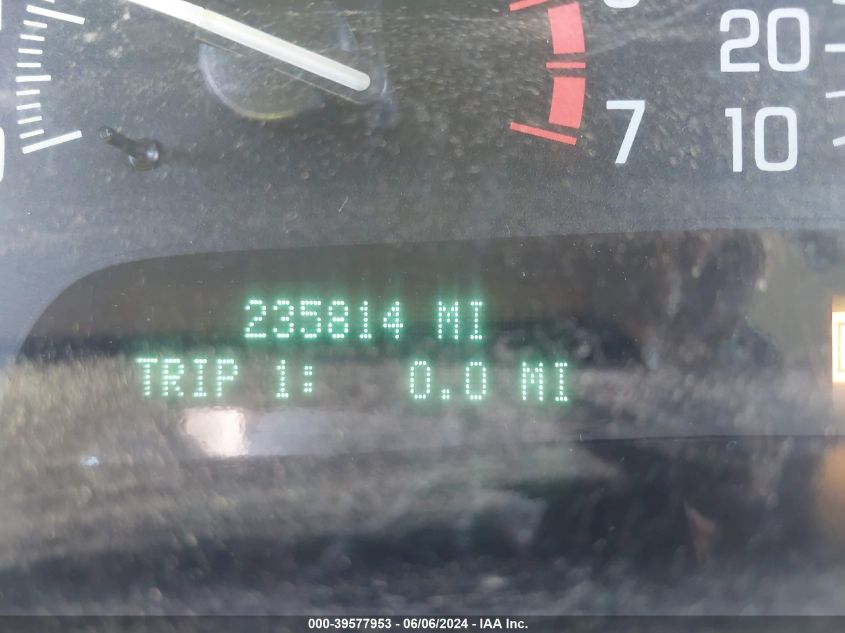 20
7
10
235814 MI
TRIP 1: 0.0 MI
000-39577953 - 06/06/2024 - IAA Inc.